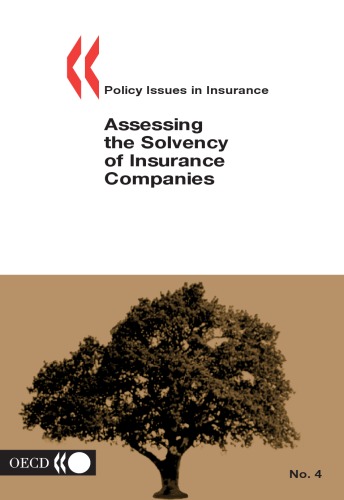 Policy Issues in Insurance
Assessing
the Solvency
of Insurance
Companies
OECD
No. 4